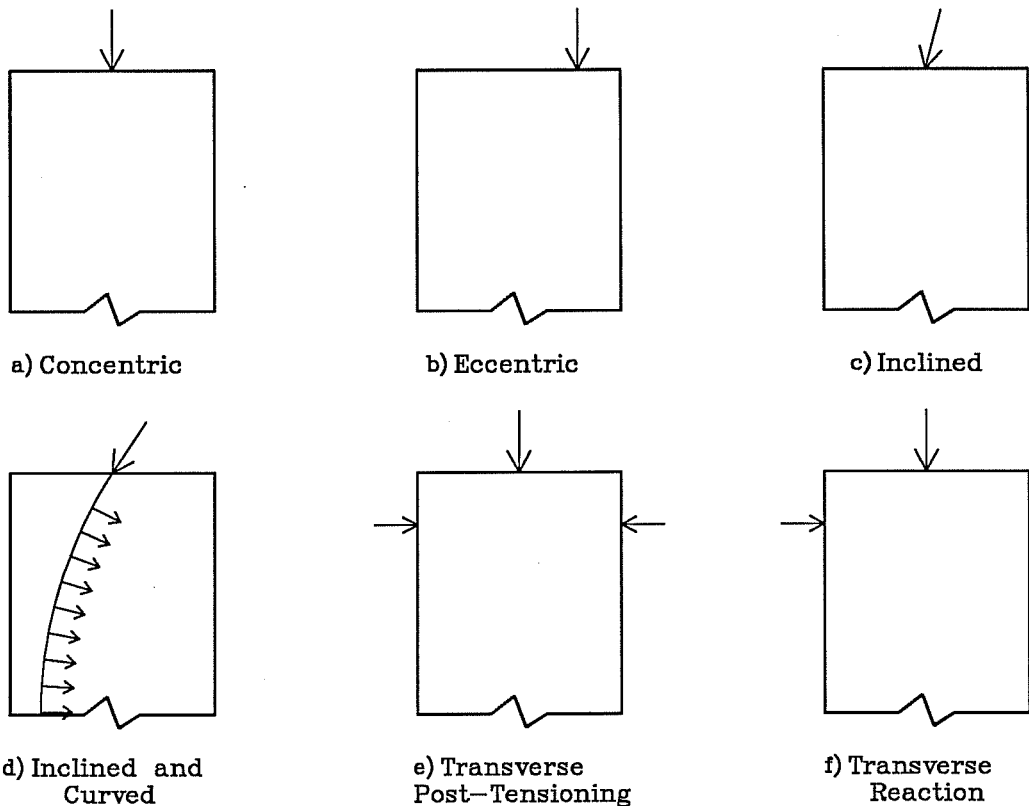 a) Concentric
b) Eccentric
c) Inclined
d) Inclined and
Curved
e) Transverse
Post-Tensioning
f) Transverse
Reaction